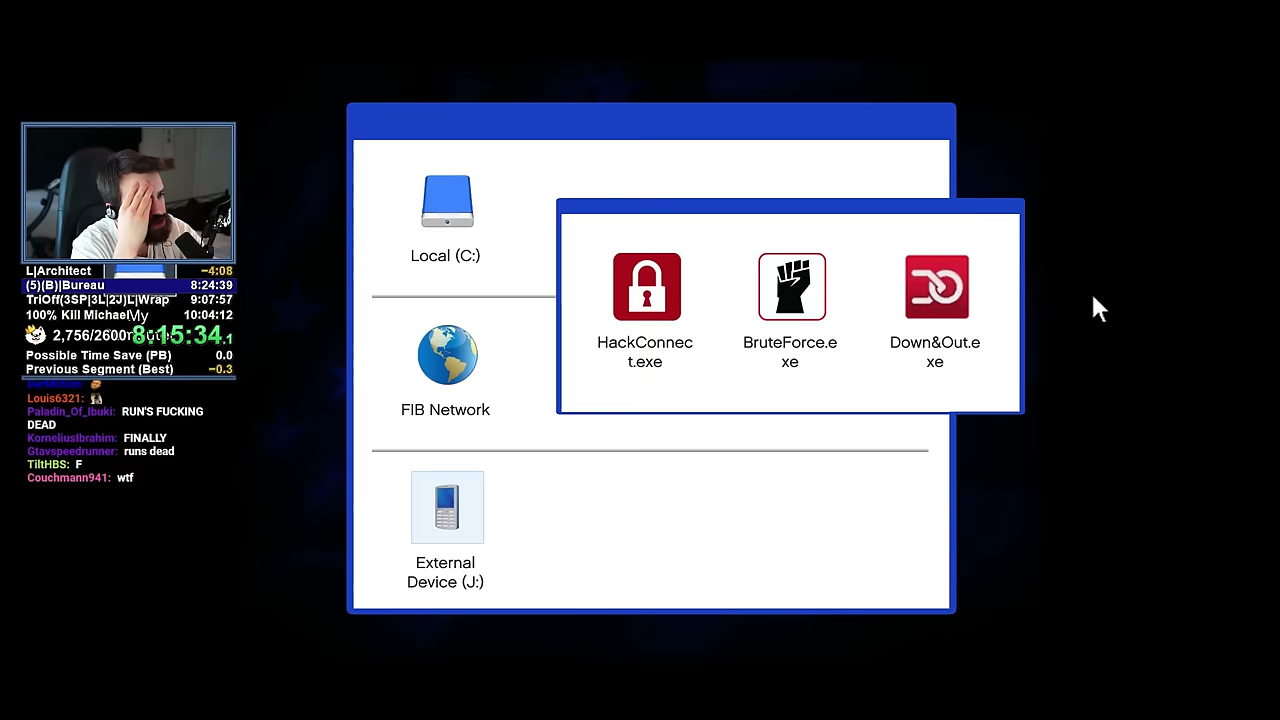 L|Architect −4:08
(5)(B)|Bureau 8:24:39
TriOff(3SP|3L|2J)L|Wrap 9:07:57
100% Kill Michael 10:04:12
2,756/2600 8:15:34.1
Possible Time Save (PB) 0.0
Previous Segment (Best) −0.3
Louis6321:
Paladin_Of_Ibuki: RUN'S FUCKING
DEAD
KorneliusIbrahim: FINALLY
Gtavspeedrunner: runs dead
TiltHBS: F
Couchmann941: wtf
Local (C:)
FIB Network
External
Device (J:)
HackConnec
t.exe
BruteForce.e
xe
Down&Out.e
xe